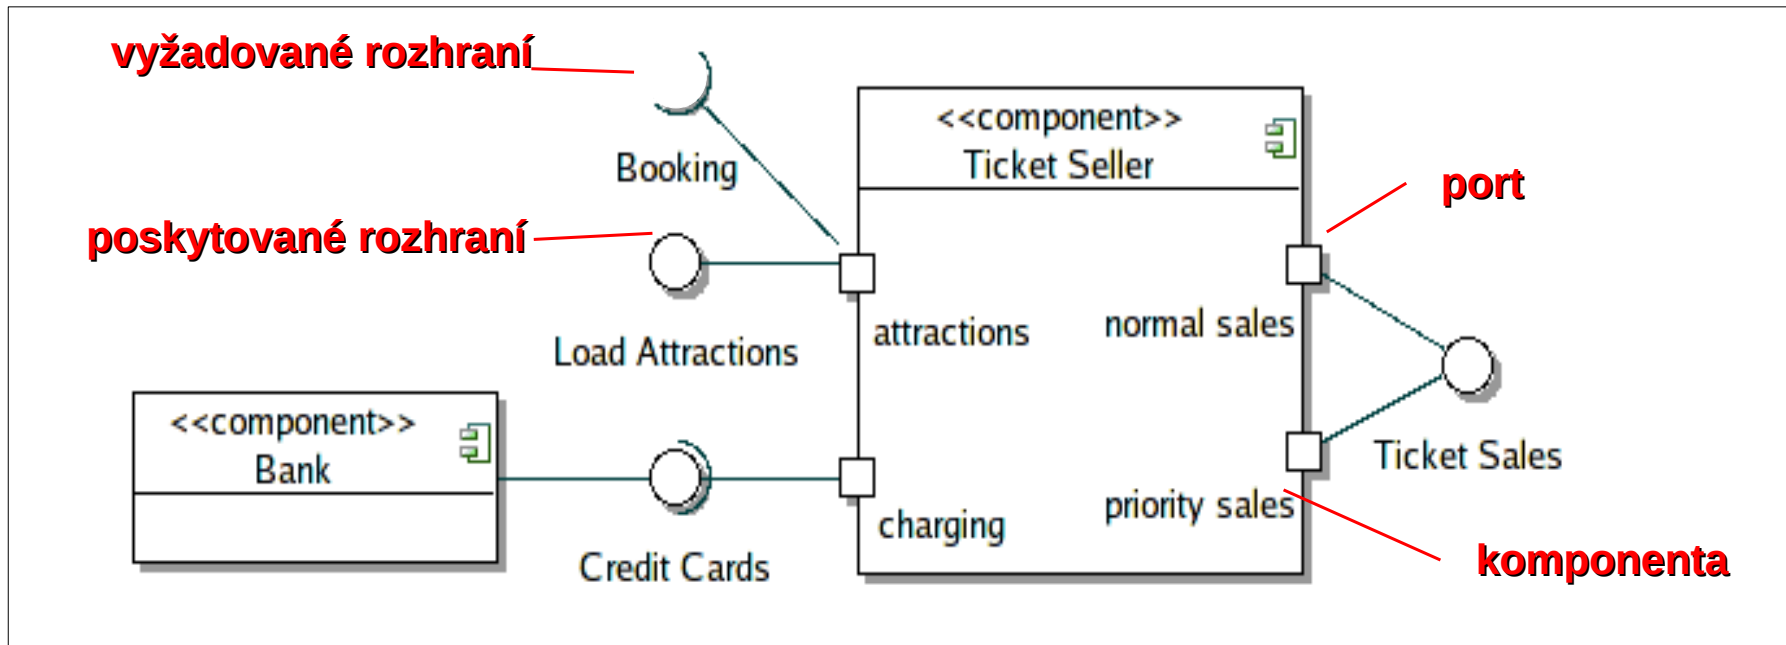 vyžadované rozhraní
<<component>>
Ticket Seller
Booking
port
poskytované rozhraní
attractions
normal sales
Load Attractions
<<component>>
Bank
Ticket Sales
priority sales
charging
Credit Cards
komponenta